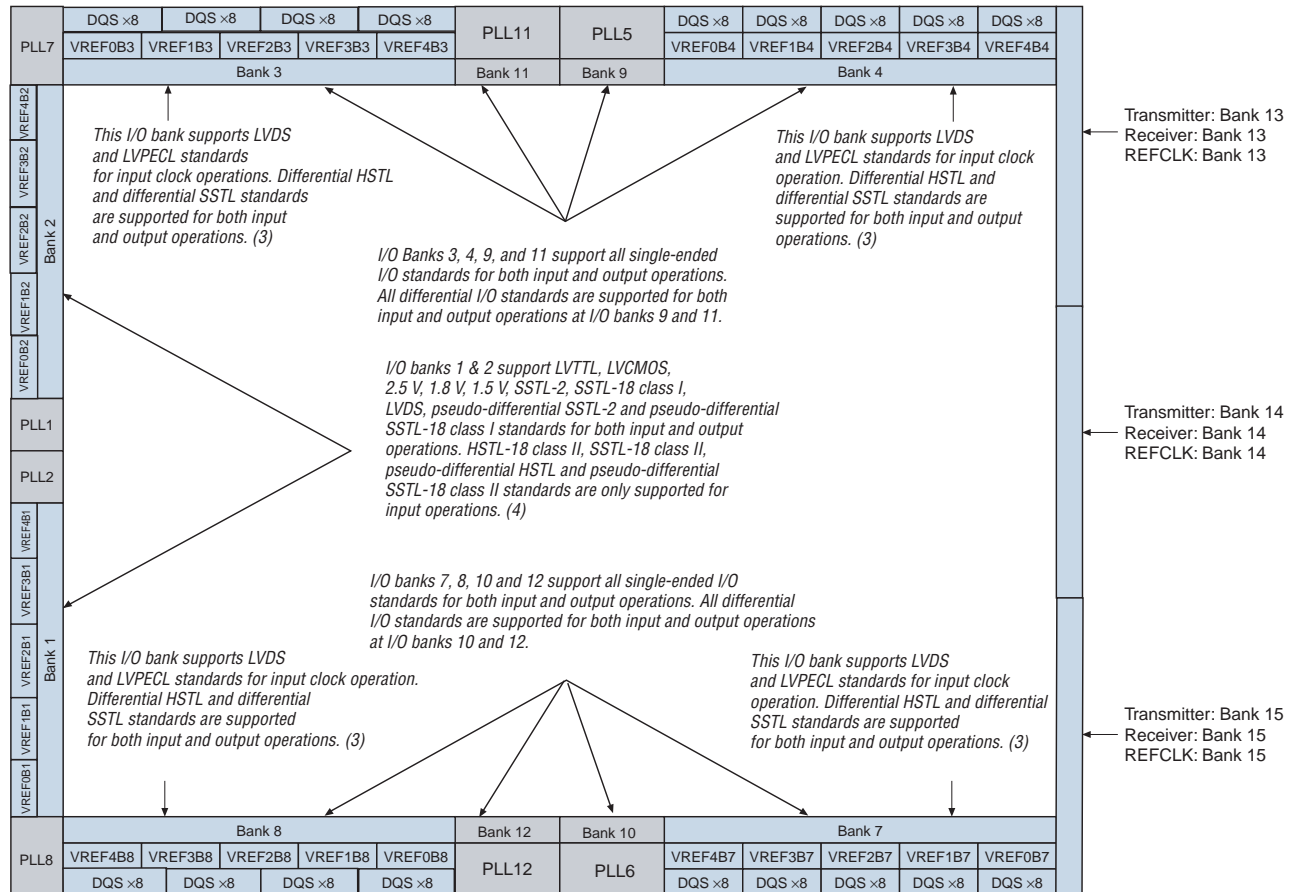 PLL7
DQS ×8 DQS ×8 DQS ×8 DQS ×8
VREF0B3 VREF1B3 VREF2B3 VREF3B3 VREF4B3
Bank 3
PLL11
Bank 11
PLL5
Bank 9
DQS ×8 DQS ×8 DQS ×8 DQS ×8 DQS ×8
VREF0B4 VREF1B4 VREF2B4 VREF3B4 VREF4B4
Bank 4
VREF4B2
VREF3B2
VREF2B2
VREF1B2
VREF0B2
Bank 2
This I/O bank supports LVDS
and LVPECL standards
for input clock operations. Differential HSTL
and differential SSTL standards
are supported for both input
and output operations. (3)
This I/O bank supports LVDS
and LVPECL standards for input clock
operation. Differential HSTL and
differential SSTL standards are
supported for both input and output
operations. (3)
Transmitter: Bank 13
Receiver: Bank 13
REFCLK: Bank 13
I/O Banks 3, 4, 9, and 11 support all single-ended
I/O standards for both input and output operations.
All differential I/O standards are supported for both
input and output operations at I/O banks 9 and 11.
I/O banks 1 & 2 support LVTTL, LVCMOS,
2.5 V, 1.8 V, 1.5 V, SSTL-2, SSTL-18 class I,
LVDS, pseudo-differential SSTL-2 and pseudo-differential
SSTL-18 class I standards for both input and output
operations. HSTL-18 class II, SSTL-18 class II,
pseudo-differential HSTL and pseudo-differential
SSTL-18 class II standards are only supported for
input operations. (4)
PLL1
PLL2
Transmitter: Bank 14
Receiver: Bank 14
REFCLK: Bank 14
VREF4B1
VREF3B1
VREF2B1
VREF1B1
VREF0B1
Bank 1
I/O banks 7, 8, 10 and 12 support all single-ended I/O
standards for both input and output operations. All differential
I/O standards are supported for both input and output operations
at I/O banks 10 and 12.
This I/O bank supports LVDS
and LVPECL standards for input clock operation.
Differential HSTL and differential
SSTL standards are supported
for both input and output operations. (3)
This I/O bank supports LVDS
and LVPECL standards for input clock
operation. Differential HSTL and differential
SSTL standards are supported
for both input and output operations. (3)
Transmitter: Bank 15
Receiver: Bank 15
REFCLK: Bank 15
PLL8
Bank 8
VREF4B8 VREF3B8 VREF2B8 VREF1B8 VREF0B8
DQS ×8 DQS ×8 DQS ×8 DQS ×8
Bank 12
PLL12
Bank 10
PLL6
Bank 7
VREF4B7 VREF3B7 VREF2B7 VREF1B7 VREF0B7
DQS ×8 DQS ×8 DQS ×8 DQS ×8 DQS ×8